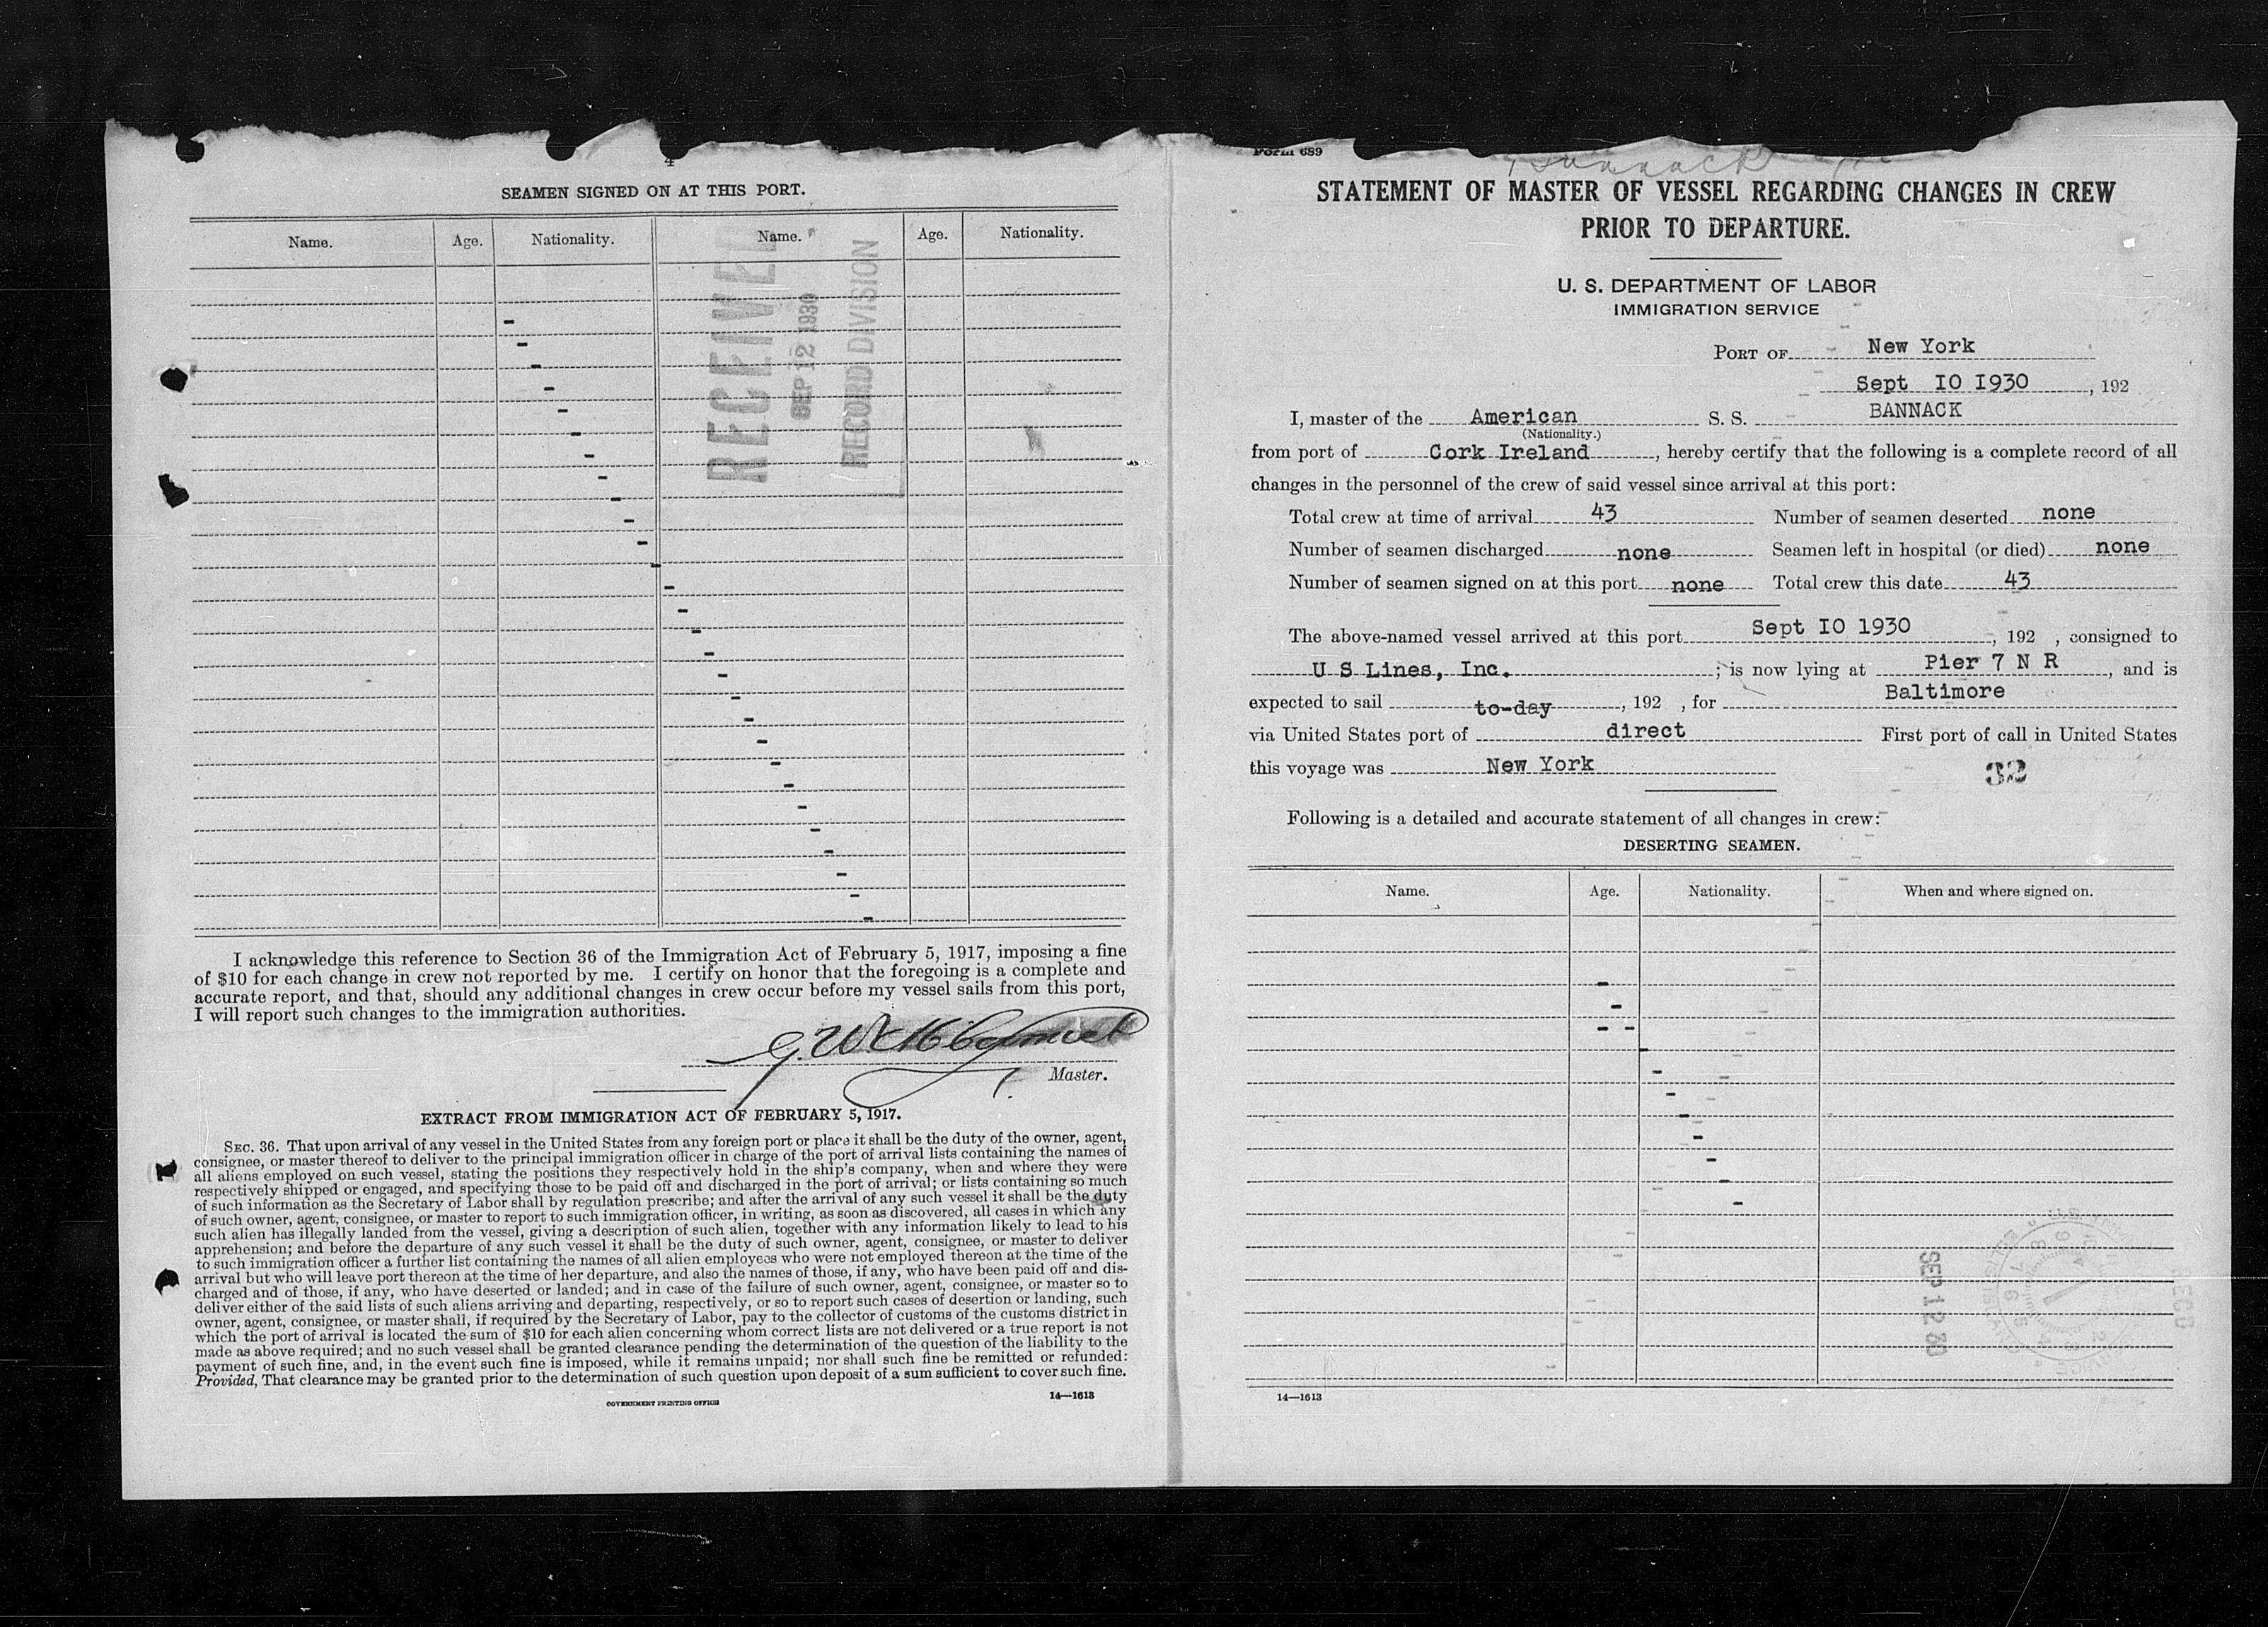 4
SEAMEN SIGNED ON AT THIS PORT.
Name. Age. Nationality. Name. Age. Nationality.
RECEIVED
SEP 12 1930
RECORD DIVISION
I acknowledge this reference to Section 36 of the Immigration Act of February 5, 1917, imposing a fine
of $10 for each change in crew not reported by me. I certify on honor that the foregoing is a complete and
accurate report, and that, should any additional changes in crew occur before my vessel sails from this port,
I will report such changes to the immigration authorities.
Master.
EXTRACT FROM IMMIGRATION ACT OF FEBRUARY 5, 1917.
SEC. 36. That upon arrival of any vessel in the United States from any foreign port or place it shall be the duty of the owner, agent,
consignee, or master thereof to deliver to the principal immigration officer in charge of the port of arrival lists containing the names of
all aliens employed on such vessel, stating the positions they respectively hold in the ship's company, when and where they were
respectively shipped or engaged, and specifying those to be paid off and discharged in the port of arrival; or lists containing so much
of such information as the Secretary of Labor shall by regulation prescribe; and after the arrival of any such vessel it shall be the duty
of such owner, agent, consignee, or master to report to such immigration officer, in writing, as soon as discovered, all cases in which any
such alien has illegally landed from the vessel, giving a description of such alien, together with any information likely to lead to his
apprehension; and before the departure of any such vessel it shall be the duty of such owner, agent, consignee, or master to deliver
to such immigration officer a further list containing the names of all alien employees who were not employed thereon at the time of the
arrival but who will leave port thereon at the time of her departure, and also the names of those, if any, who have been paid off and dis-
charged and of those, if any, who have deserted or landed; and in case of the failure of such owner, agent, consignee, or master so to
deliver either of the said lists of such aliens arriving and departing, respectively, or so to report such cases of desertion or landing, such
owner, agent, consignee, or master shall, if required by the Secretary of Labor, pay to the collector of customs of the customs district in
which the port of arrival is located the sum of $10 for each alien concerning whom correct lists are not delivered or a true report is not
made as above required; and no such vessel shall be granted clearance pending the determination of the question of the liability to the
payment of such fine, and, in the event such fine is imposed, while it remains unpaid; nor shall such fine be remitted or refunded:
Provided, That clearance may be granted prior to the determination of such question upon deposit of a sum sufficient to cover such fine.
GOVERNMENT PRINTING OFFICE 14—1613
Form 689
Bannack
STATEMENT OF MASTER OF VESSEL REGARDING CHANGES IN CREW
PRIOR TO DEPARTURE.
U. S. DEPARTMENT OF LABOR
IMMIGRATION SERVICE
PORT OF New York
Sept IO I930, 192
I, master of the American S. S. BANNACK
(Nationality.)
from port of Cork Ireland, hereby certify that the following is a complete record of all
changes in the personnel of the crew of said vessel since arrival at this port:
Total crew at time of arrival 43 Number of seamen deserted none
Number of seamen discharged none Seamen left in hospital (or died) none
Number of seamen signed on at this port none Total crew this date 43
The above-named vessel arrived at this port Sept IO 1930, 192 , consigned to
U S Lines, Inc. ; is now lying at Pier 7 N R, and is
expected to sail to-day, 192 , for Baltimore
via United States port of direct First port of call in United States
this voyage was New York
32
Following is a detailed and accurate statement of all changes in crew:
DESERTING SEAMEN.
Name. Age. Nationality. When and where signed on.
SEP 12 30
14—1613